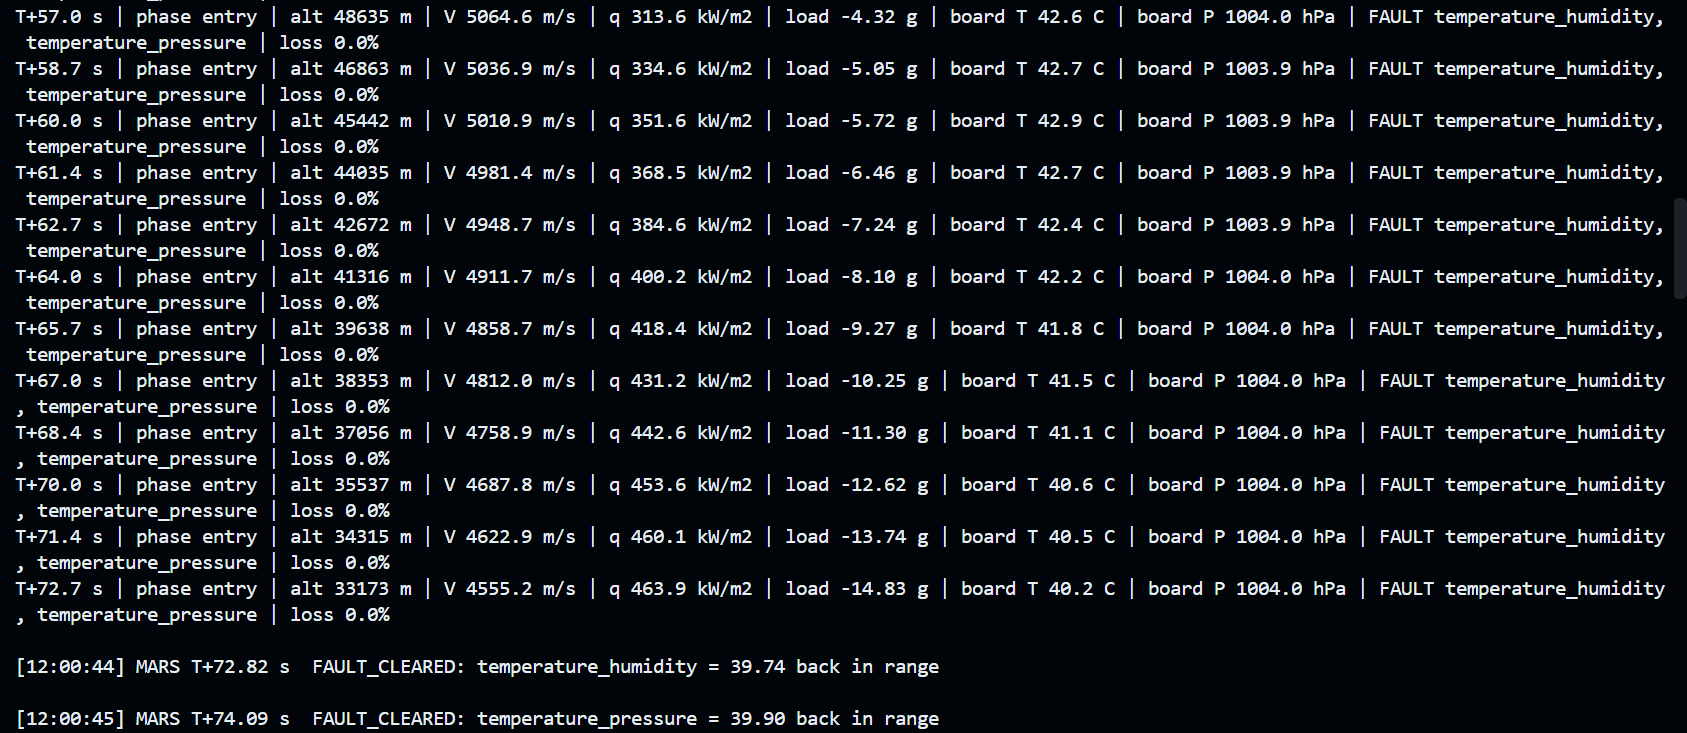 T+57.0 s | phase entry | alt 48635 m | V 5064.6 m/s | q 313.6 kW/m2 | load -4.32 g | board T 42.6 C | board P 1004.0 hPa | FAULT temperature_humidity,
temperature_pressure | loss 0.0%
T+58.7 s | phase entry | alt 46863 m | V 5036.9 m/s | q 334.6 kW/m2 | load -5.05 g | board T 42.7 C | board P 1003.9 hPa | FAULT temperature_humidity,
temperature_pressure | loss 0.0%
T+60.0 s | phase entry | alt 45442 m | V 5010.9 m/s | q 351.6 kW/m2 | load -5.72 g | board T 42.9 C | board P 1003.9 hPa | FAULT temperature_humidity,
temperature_pressure | loss 0.0%
T+61.4 s | phase entry | alt 44035 m | V 4981.4 m/s | q 368.5 kW/m2 | load -6.46 g | board T 42.7 C | board P 1003.9 hPa | FAULT temperature_humidity,
temperature_pressure | loss 0.0%
T+62.7 s | phase entry | alt 42672 m | V 4948.7 m/s | q 384.6 kW/m2 | load -7.24 g | board T 42.4 C | board P 1003.9 hPa | FAULT temperature_humidity,
temperature_pressure | loss 0.0%
T+64.0 s | phase entry | alt 41316 m | V 4911.7 m/s | q 400.2 kW/m2 | load -8.10 g | board T 42.2 C | board P 1004.0 hPa | FAULT temperature_humidity,
temperature_pressure | loss 0.0%
T+65.7 s | phase entry | alt 39638 m | V 4858.7 m/s | q 418.4 kW/m2 | load -9.27 g | board T 41.8 C | board P 1004.0 hPa | FAULT temperature_humidity,
temperature_pressure | loss 0.0%
T+67.0 s | phase entry | alt 38353 m | V 4812.0 m/s | q 431.2 kW/m2 | load -10.25 g | board T 41.5 C | board P 1004.0 hPa | FAULT temperature_humidity
, temperature_pressure | loss 0.0%
T+68.4 s | phase entry | alt 37056 m | V 4758.9 m/s | q 442.6 kW/m2 | load -11.30 g | board T 41.1 C | board P 1004.0 hPa | FAULT temperature_humidity
, temperature_pressure | loss 0.0%
T+70.0 s | phase entry | alt 35537 m | V 4687.8 m/s | q 453.6 kW/m2 | load -12.62 g | board T 40.6 C | board P 1004.0 hPa | FAULT temperature_humidity
, temperature_pressure | loss 0.0%
T+71.4 s | phase entry | alt 34315 m | V 4622.9 m/s | q 460.1 kW/m2 | load -13.74 g | board T 40.5 C | board P 1004.0 hPa | FAULT temperature_humidity
, temperature_pressure | loss 0.0%
T+72.7 s | phase entry | alt 33173 m | V 4555.2 m/s | q 463.9 kW/m2 | load -14.83 g | board T 40.2 C | board P 1004.0 hPa | FAULT temperature_humidity
, temperature_pressure | loss 0.0%
[12:00:44] MARS T+72.82 s  FAULT_CLEARED: temperature_humidity = 39.74 back in range
[12:00:45] MARS T+74.09 s  FAULT_CLEARED: temperature_pressure = 39.90 back in range